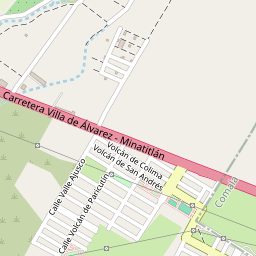 Carretera Villa de Álvarez - Minatitlán
Volcán de Colima
Volcán de San Andrés
Calle Valle Ajusco
Calle Volcán de Paricutín
Comala